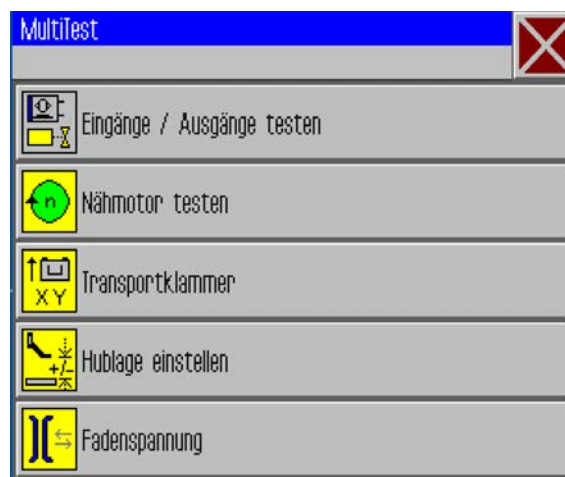 MultiTest
Eingänge / Ausgänge testen
n
Nähmotor testen
X Y
Transportklammer
+/-
Hublage einstellen
Fadenspannung